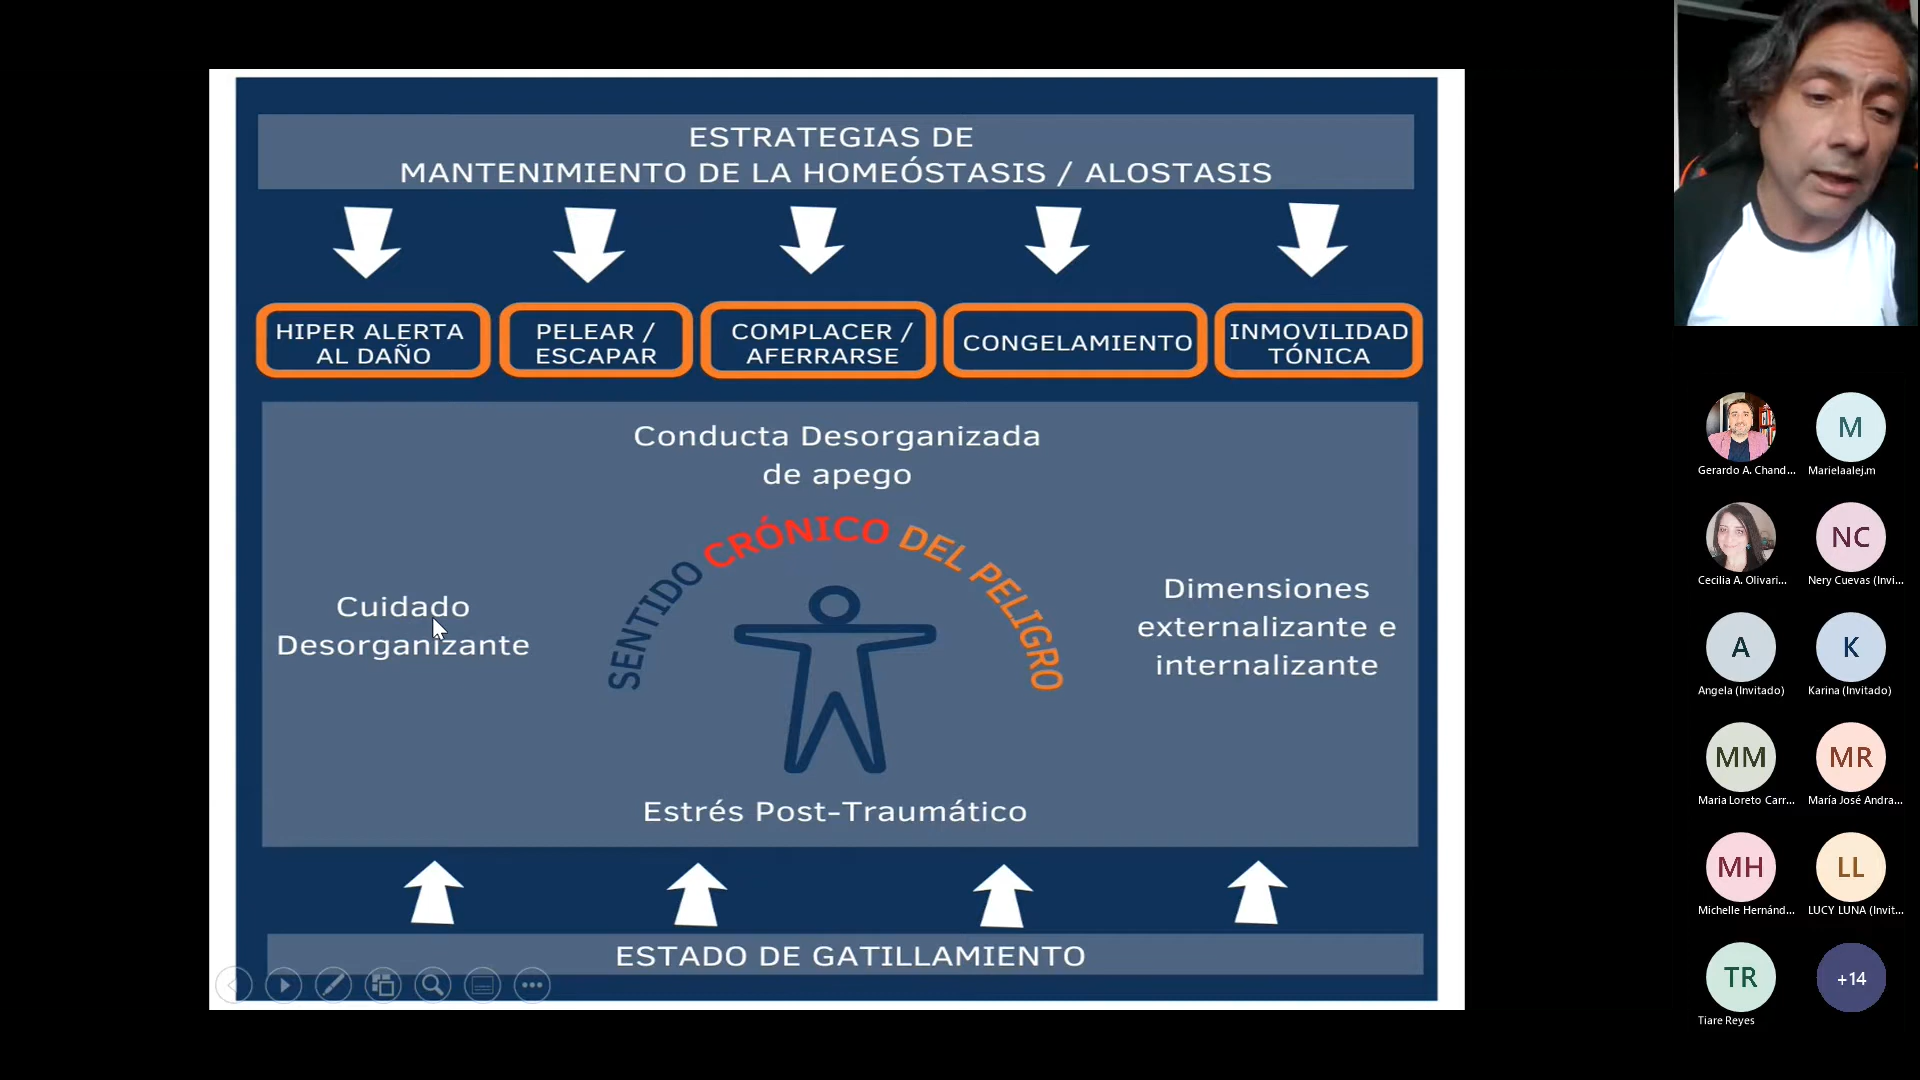 ESTRATEGIAS DE
MANTENIMIENTO DE LA HOMEÓSTASIS / ALOSTASIS
HIPER ALERTA
AL DAÑO
PELEAR /
ESCAPAR
COMPLACER /
AFERRARSE
CONGELAMIENTO
INMOVILIDAD
TÓNICA
Conducta Desorganizada
de apego
SENTIDO CRÓNICO DEL PELIGRO
Cuidado
Desorganizante
Dimensiones
externalizante e
internalizante
Estrés Post-Traumático
ESTADO DE GATILLAMIENTO
Gerardo A. Chand...
M
Marielaalej.m
Cecilia A. Olivari...
NC
Nery Cuevas (Invi...
A
Angela (Invitado)
K
Karina (Invitado)
MM
Maria Loreto Carr...
MR
María José Andra...
MH
Michelle Hernánd...
LL
LUCY LUNA (Invit...
TR
Tiare Reyes
+14